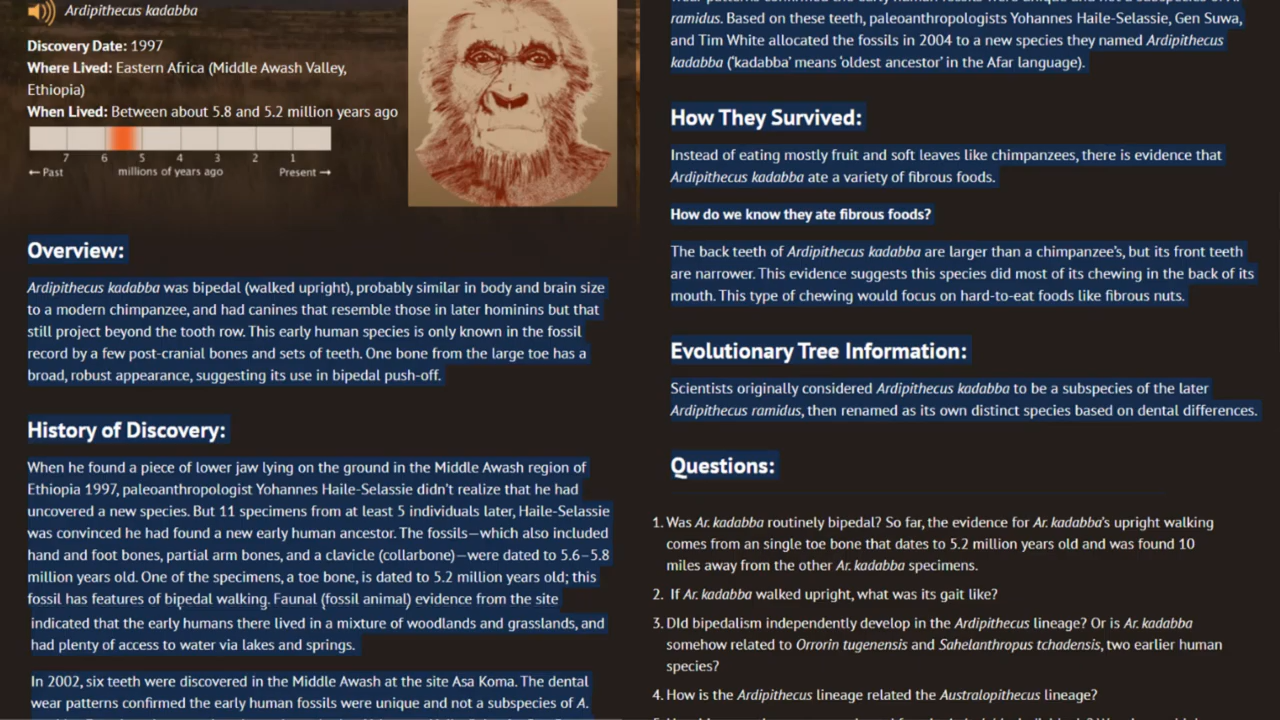 Ardipithecus kadabba
Discovery Date: 1997
Where Lived: Eastern Africa (Middle Awash Valley,
Ethiopia)
When Lived: Between about 5.8 and 5.2 million years ago
7 6 5 4 3 2 1
← Past millions of years ago Present →
Overview:
Ardipithecus kadabba was bipedal (walked upright), probably similar in body and brain size
to a modern chimpanzee, and had canines that resemble those in later hominins but that
still project beyond the tooth row. This early human species is only known in the fossil
record by a few post-cranial bones and sets of teeth. One bone from the large toe has a
broad, robust appearance, suggesting its use in bipedal push-off.
History of Discovery:
When he found a piece of lower jaw lying on the ground in the Middle Awash region of
Ethiopia 1997, paleoanthropologist Yohannes Haile-Selassie didn't realize that he had
uncovered a new species. But 11 specimens from at least 5 individuals later, Haile-Selassie
was convinced he had found a new early human ancestor. The fossils—which also included
hand and foot bones, partial arm bones, and a clavicle (collarbone)—were dated to 5.6–5.8
million years old. One of the specimens, a toe bone, is dated to 5.2 million years old; this
fossil has features of bipedal walking. Faunal (fossil animal) evidence from the site
indicated that the early humans there lived in a mixture of woodlands and grasslands, and
had plenty of access to water via lakes and springs.
In 2002, six teeth were discovered in the Middle Awash at the site Asa Koma. The dental
wear patterns confirmed the early human fossils were unique and not a subspecies of A.
ramidus. Based on these teeth, paleoanthropologists Yohannes Haile-Selassie, Gen Suwa,
and Tim White allocated the fossils in 2004 to a new species they named Ardipithecus
kadabba ('kadabba' means 'oldest ancestor' in the Afar language).
How They Survived:
Instead of eating mostly fruit and soft leaves like chimpanzees, there is evidence that
Ardipithecus kadabba ate a variety of fibrous foods.
How do we know they ate fibrous foods?
The back teeth of Ardipithecus kadabba are larger than a chimpanzee's, but its front teeth
are narrower. This evidence suggests this species did most of its chewing in the back of its
mouth. This type of chewing would focus on hard-to-eat foods like fibrous nuts.
Evolutionary Tree Information:
Scientists originally considered Ardipithecus kadabba to be a subspecies of the later
Ardipithecus ramidus, then renamed as its own distinct species based on dental differences.
Questions:
1. Was Ar. kadabba routinely bipedal? So far, the evidence for Ar. kadabba's upright walking
comes from an single toe bone that dates to 5.2 million years old and was found 10
miles away from the other Ar. kadabba specimens.
2. If Ar. kadabba walked upright, what was its gait like?
3. DId bipedalism independently develop in the Ardipithecus lineage? Or is Ar. kadabba
somehow related to Orrorin tugenensis and Sahelanthropus tchadensis, two earlier human
species?
4. How is the Ardipithecus lineage related the Australopithecus lineage?